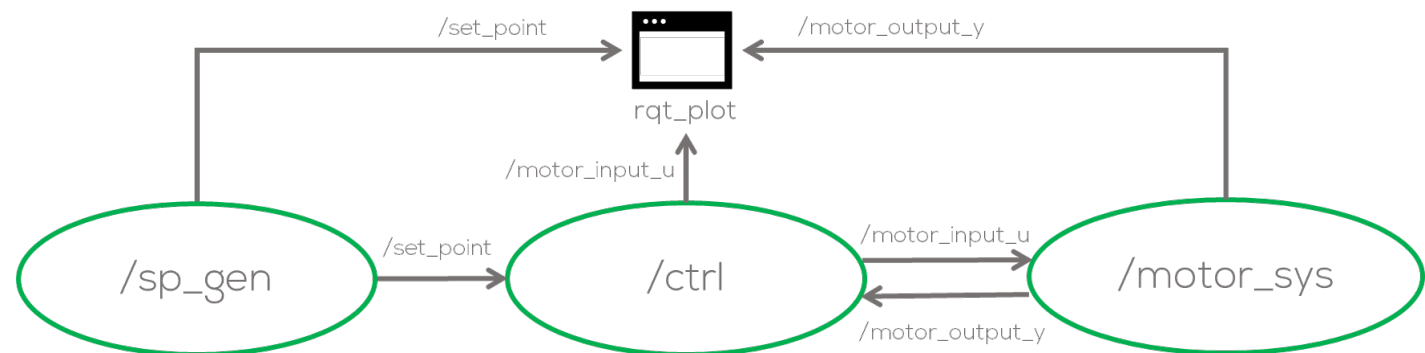 /set_point
/motor_output_y
rqt_plot
/motor_input_u
/set_point
/motor_input_u
/sp_gen
/ctrl
/motor_sys
/motor_output_y